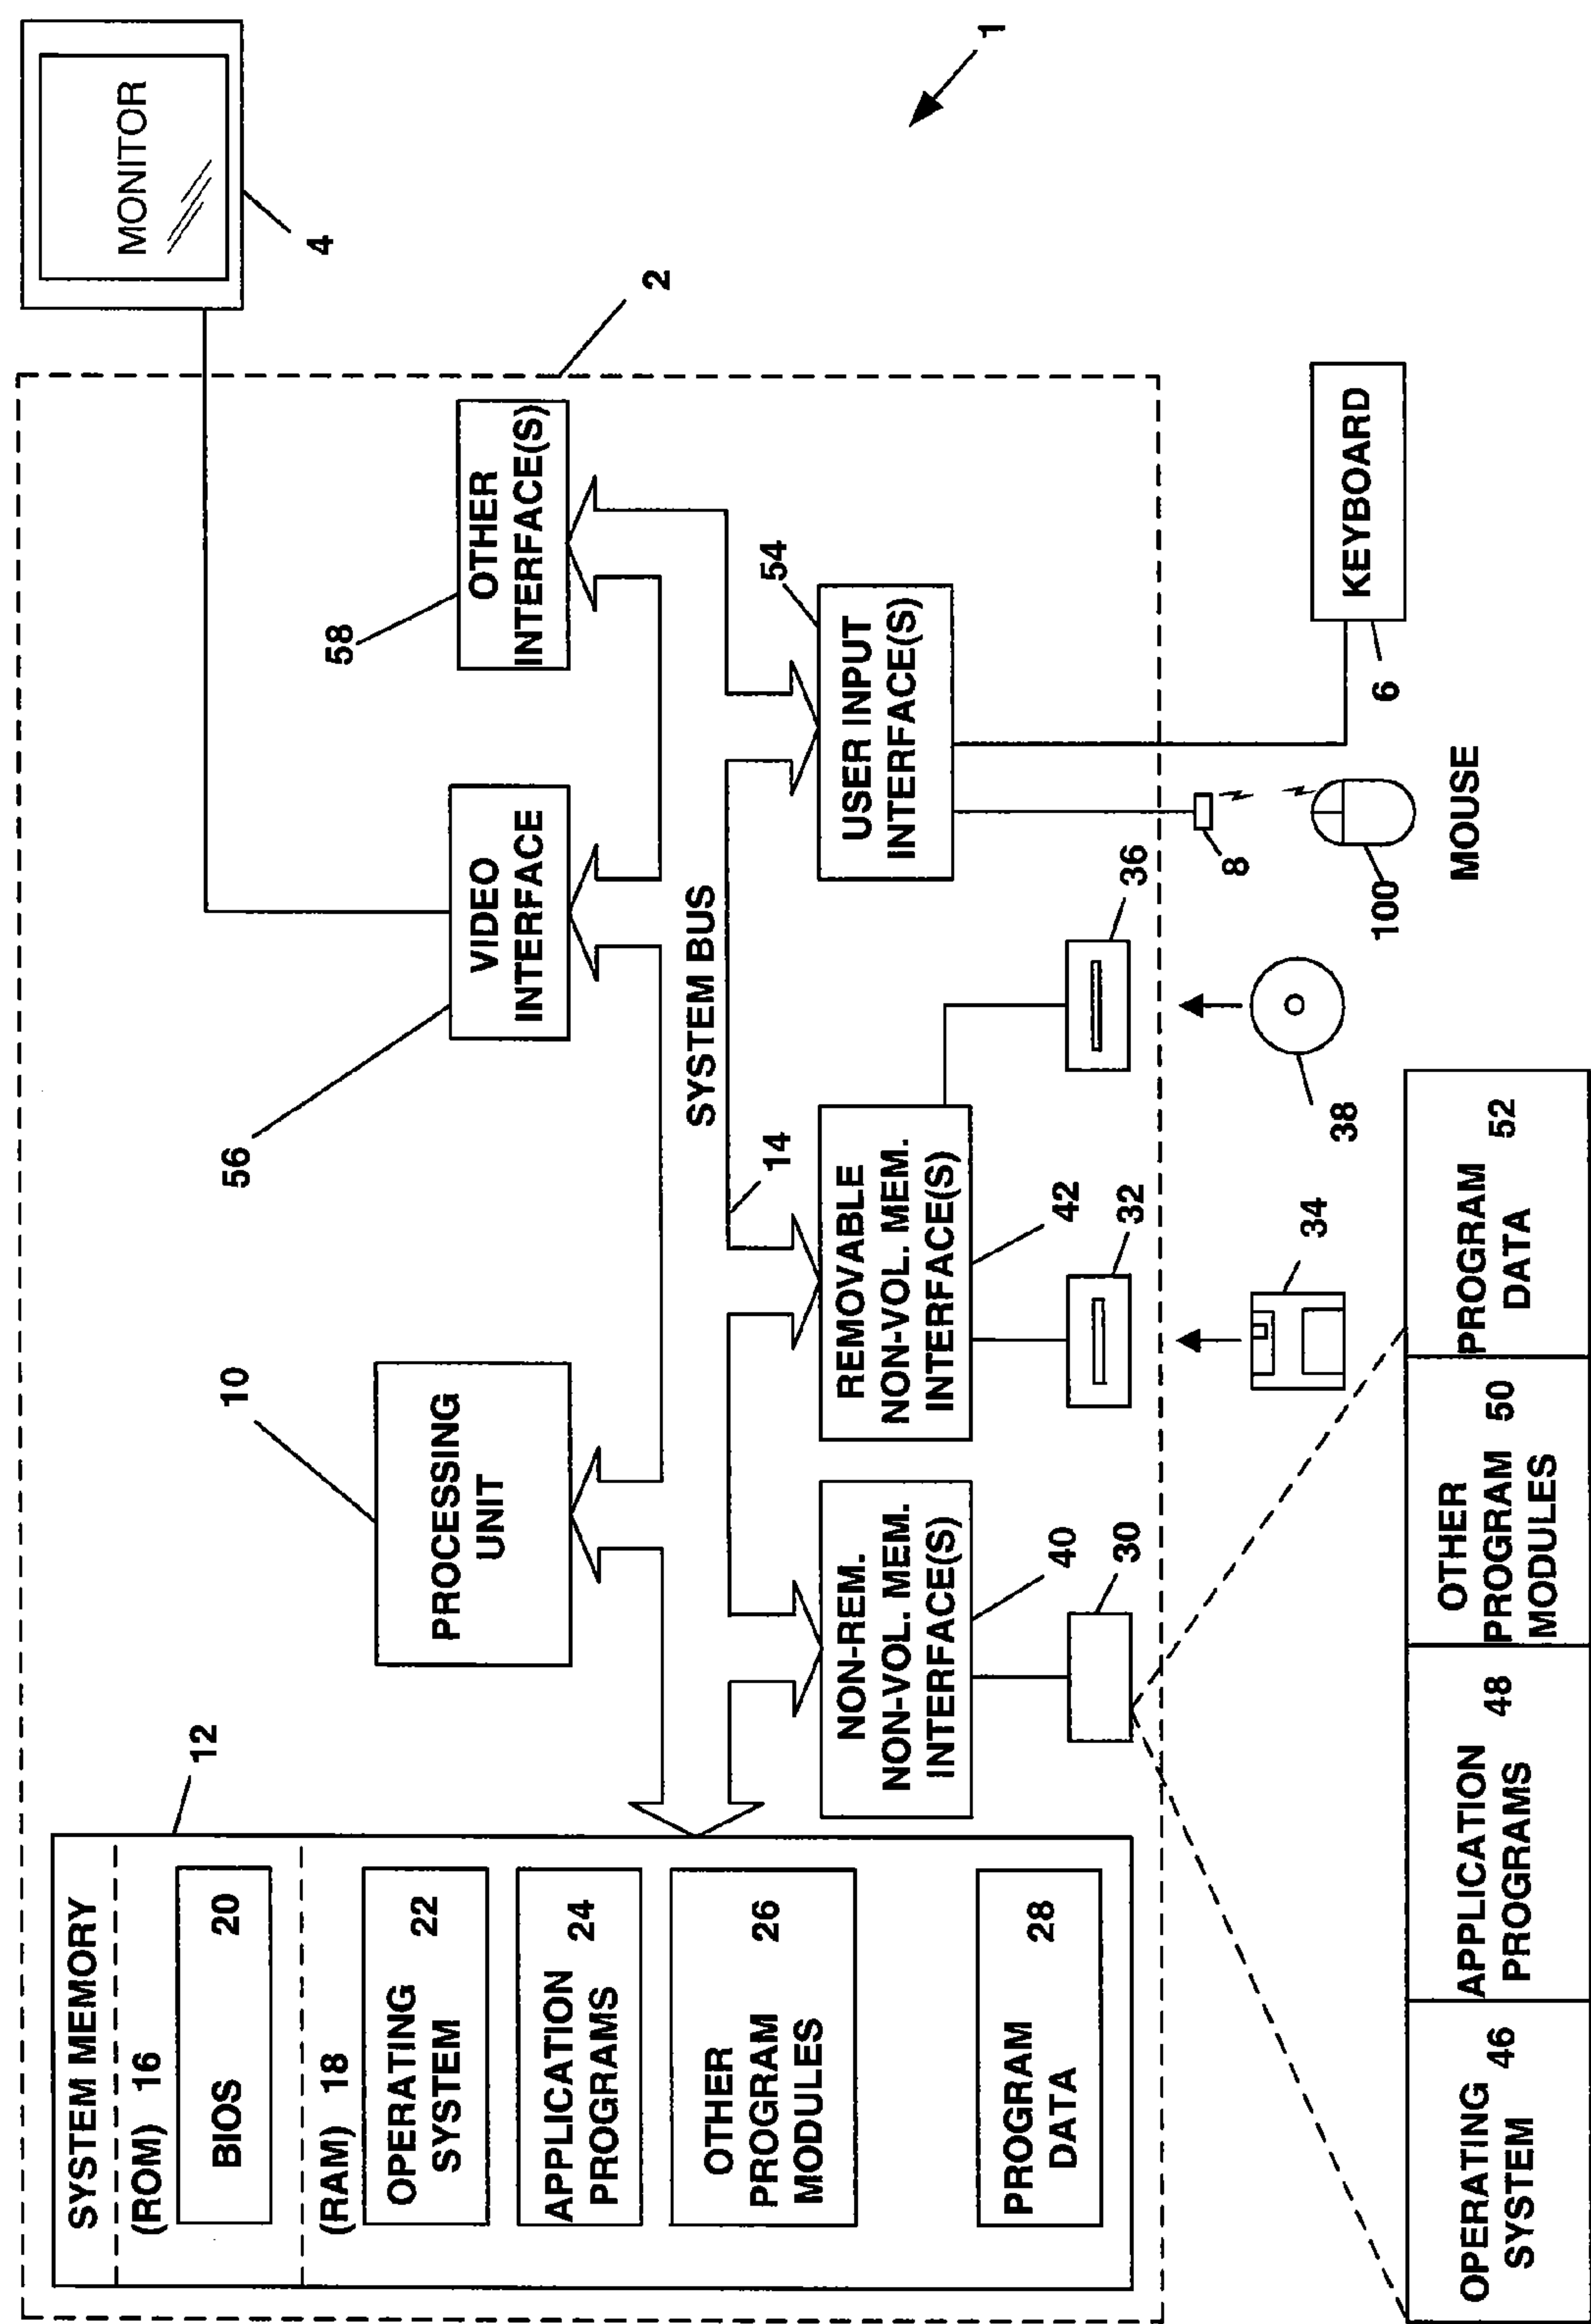 MONITOR
4
1
2
SYSTEM MEMORY
(ROM) 16
BIOS 20
(RAM) 18
OPERATING
SYSTEM
22
APPLICATION
PROGRAMS
24
OTHER
PROGRAM
MODULES
26
PROGRAM
DATA
28
12
PROCESSING
UNIT
10
VIDEO
INTERFACE
56
OTHER
INTERFACE(S)
58
SYSTEM BUS
14
NON-REM.
NON-VOL. MEM.
INTERFACE(S)
40
REMOVABLE
NON-VOL. MEM.
INTERFACE(S)
42
USER INPUT
INTERFACE(S)
54
30
32
36
34
38
8
100
MOUSE
KEYBOARD
6
OPERATING
SYSTEM
46
APPLICATION
PROGRAMS
48
OTHER
PROGRAM
MODULES
50
PROGRAM
DATA
52